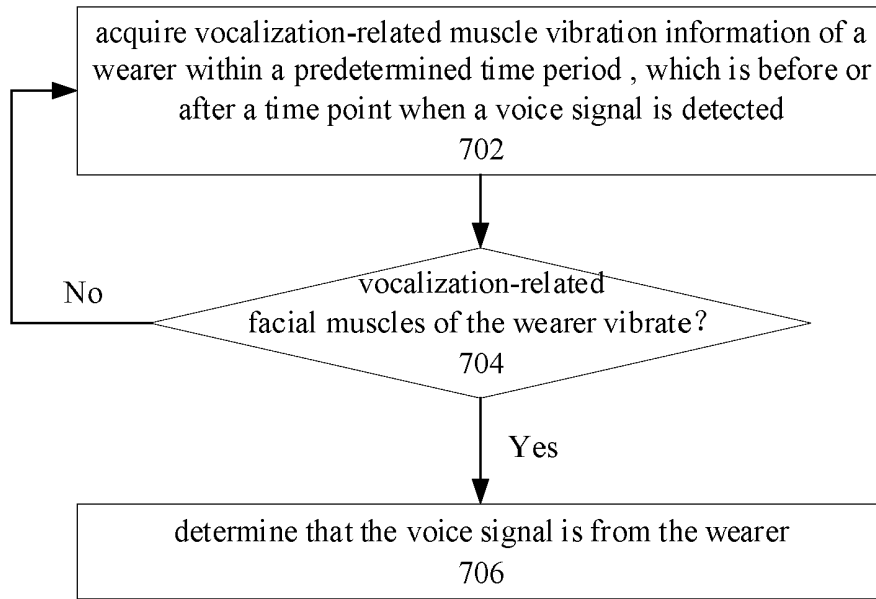 acquire vocalization-related muscle vibration information of a
wearer within a predetermined time period , which is before or
after a time point when a voice signal is detected
702
vocalization-related
No
facial muscles of the wearer vibrate?
704
Yes
determine that the voice signal is from the wearer
706